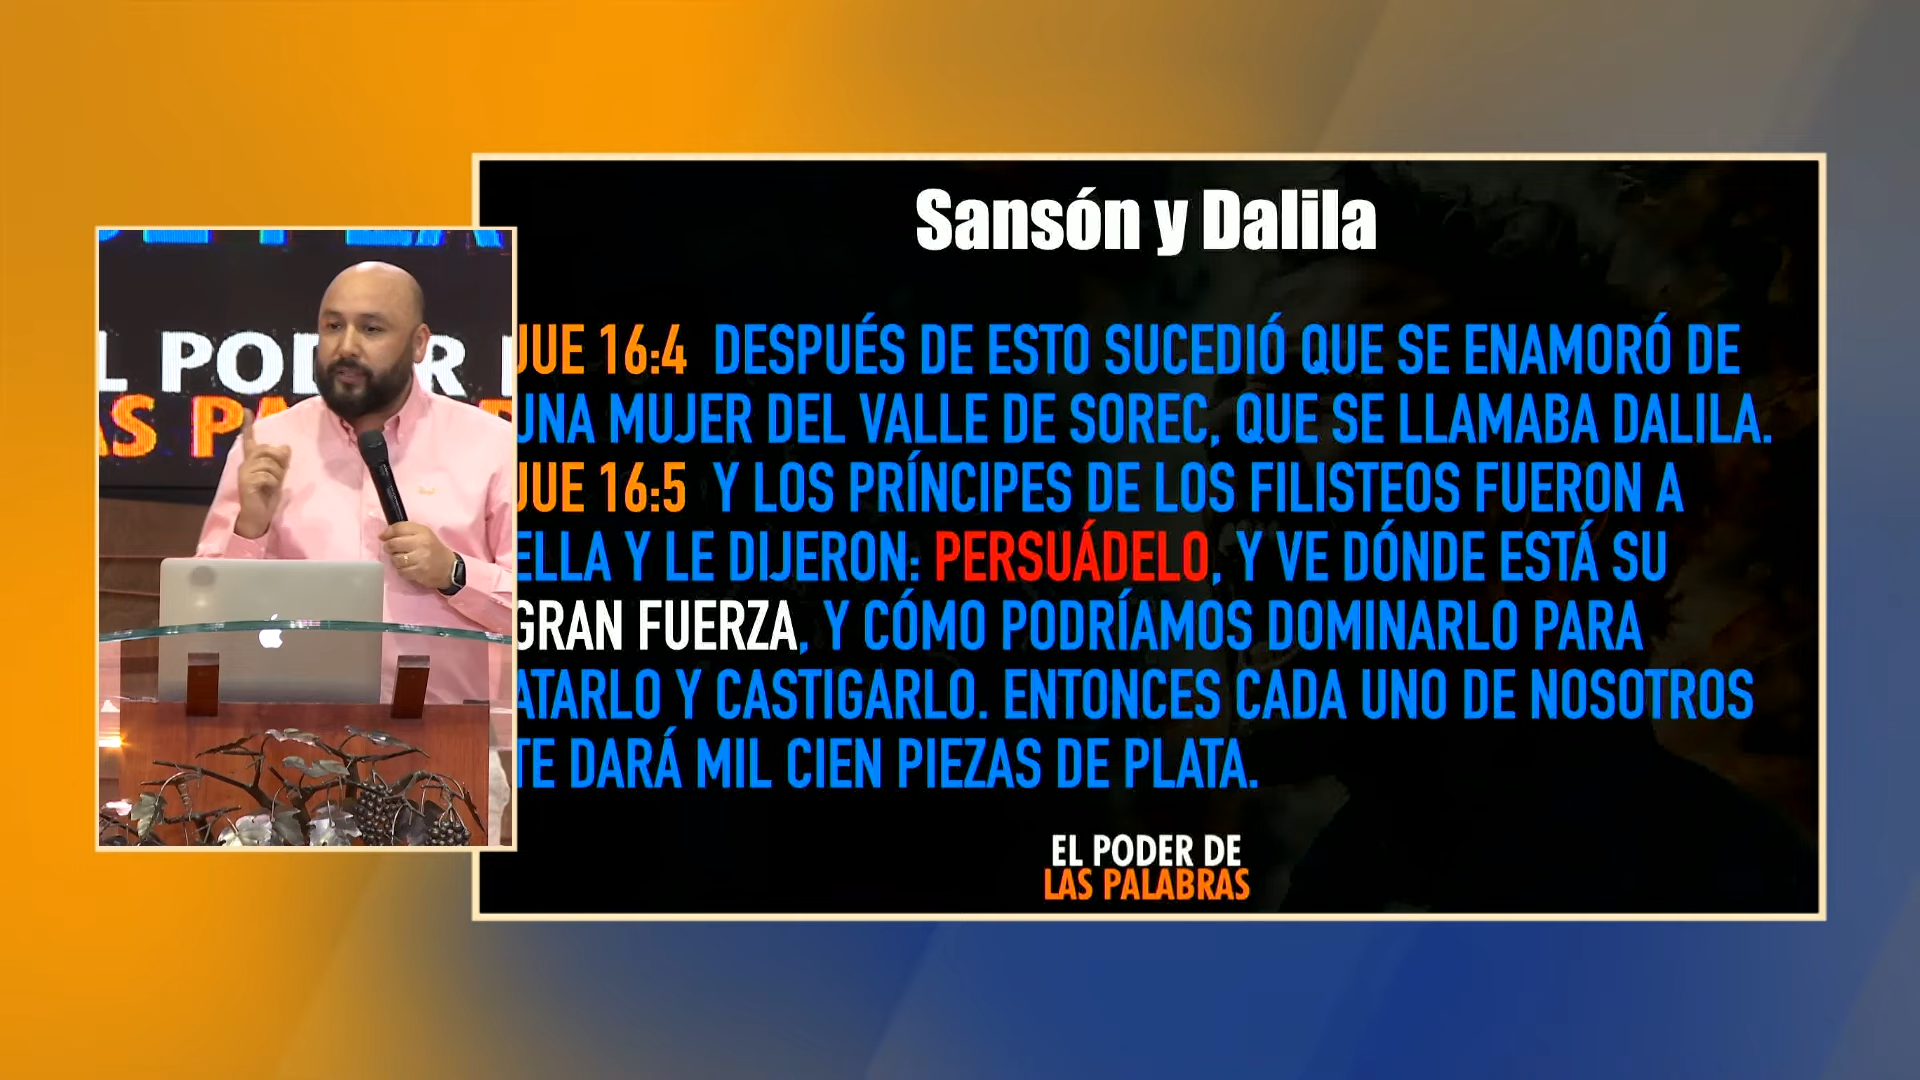 Sansón y Dalila
JUE 16:4 DESPUÉS DE ESTO SUCEDIÓ QUE SE ENAMORÓ DE
UNA MUJER DEL VALLE DE SOREC, QUE SE LLAMABA DALILA.
JUE 16:5 Y LOS PRÍNCIPES DE LOS FILISTEOS FUERON A
ELLA Y LE DIJERON: PERSUÁDELO, Y VE DÓNDE ESTÁ SU
GRAN FUERZA, Y CÓMO PODRÍAMOS DOMINARLO PARA
ATARLO Y CASTIGARLO. ENTONCES CADA UNO DE NOSOTROS
TE DARÁ MIL CIEN PIEZAS DE PLATA.
EL PODER DE
LAS PALABRAS
L PODER
AS P